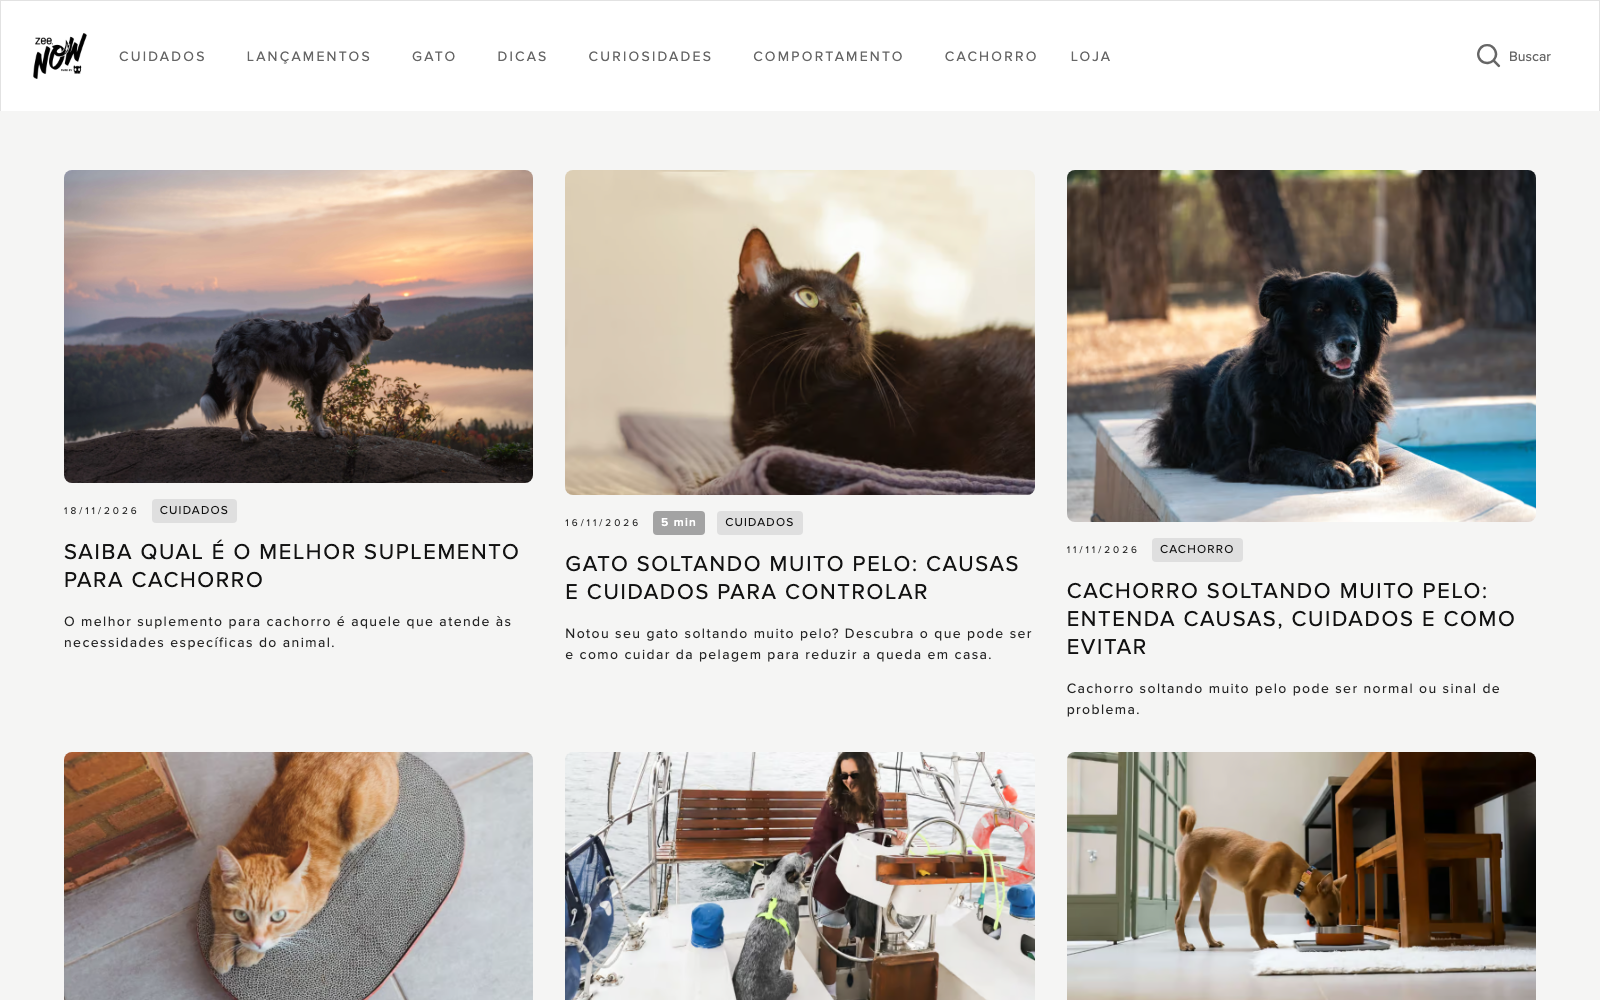 zee.
NOW
CUIDADOS
LANÇAMENTOS
GATO
DICAS
CURIOSIDADES
COMPORTAMENTO
CACHORRO
LOJA
Buscar
18/11/2026
CUIDADOS
SAIBA QUAL É O MELHOR SUPLEMENTO
PARA CACHORRO
O melhor suplemento para cachorro é aquele que atende às
necessidades específicas do animal.
16/11/2026
5 min
CUIDADOS
GATO SOLTANDO MUITO PELO: CAUSAS
E CUIDADOS PARA CONTROLAR
Notou seu gato soltando muito pelo? Descubra o que pode ser
e como cuidar da pelagem para reduzir a queda em casa.
11/11/2026
CACHORRO
CACHORRO SOLTANDO MUITO PELO:
ENTENDA CAUSAS, CUIDADOS E COMO
EVITAR
Cachorro soltando muito pelo pode ser normal ou sinal de
problema.